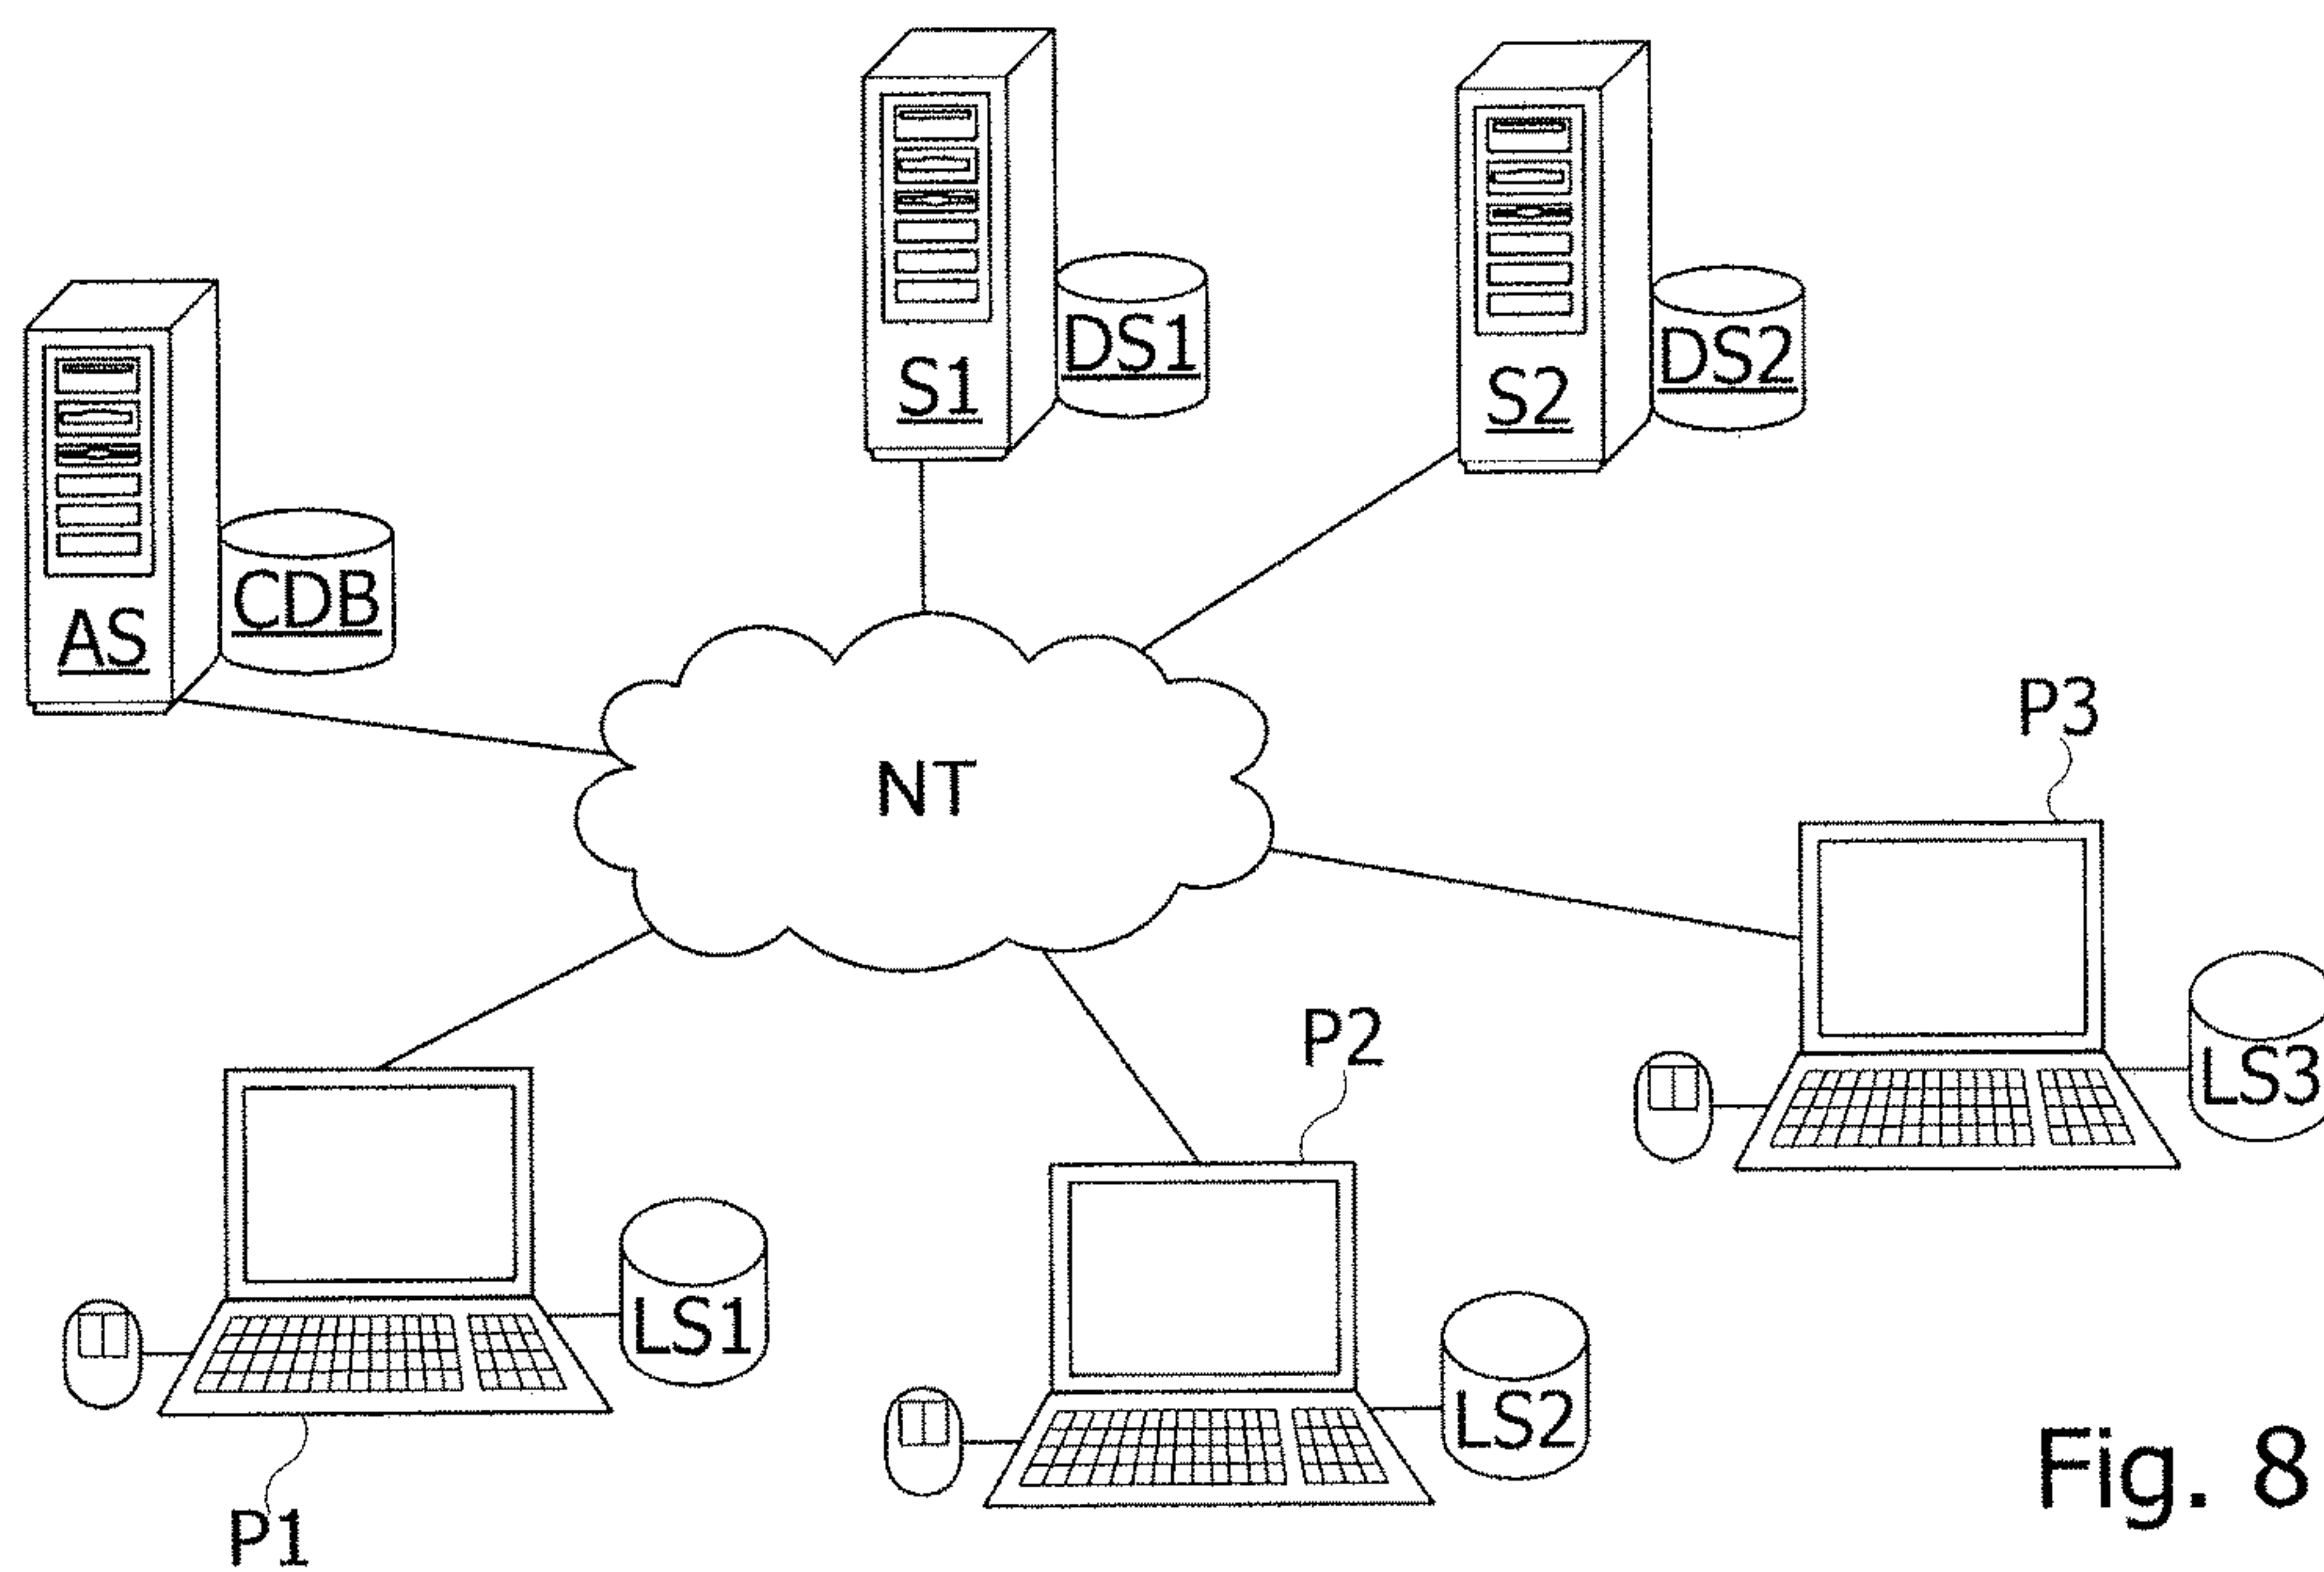 S1
DS1
S2
DS2
AS
CDB
NT
P3
LS3
P2
LS1
LS2
P1
Fig. 8